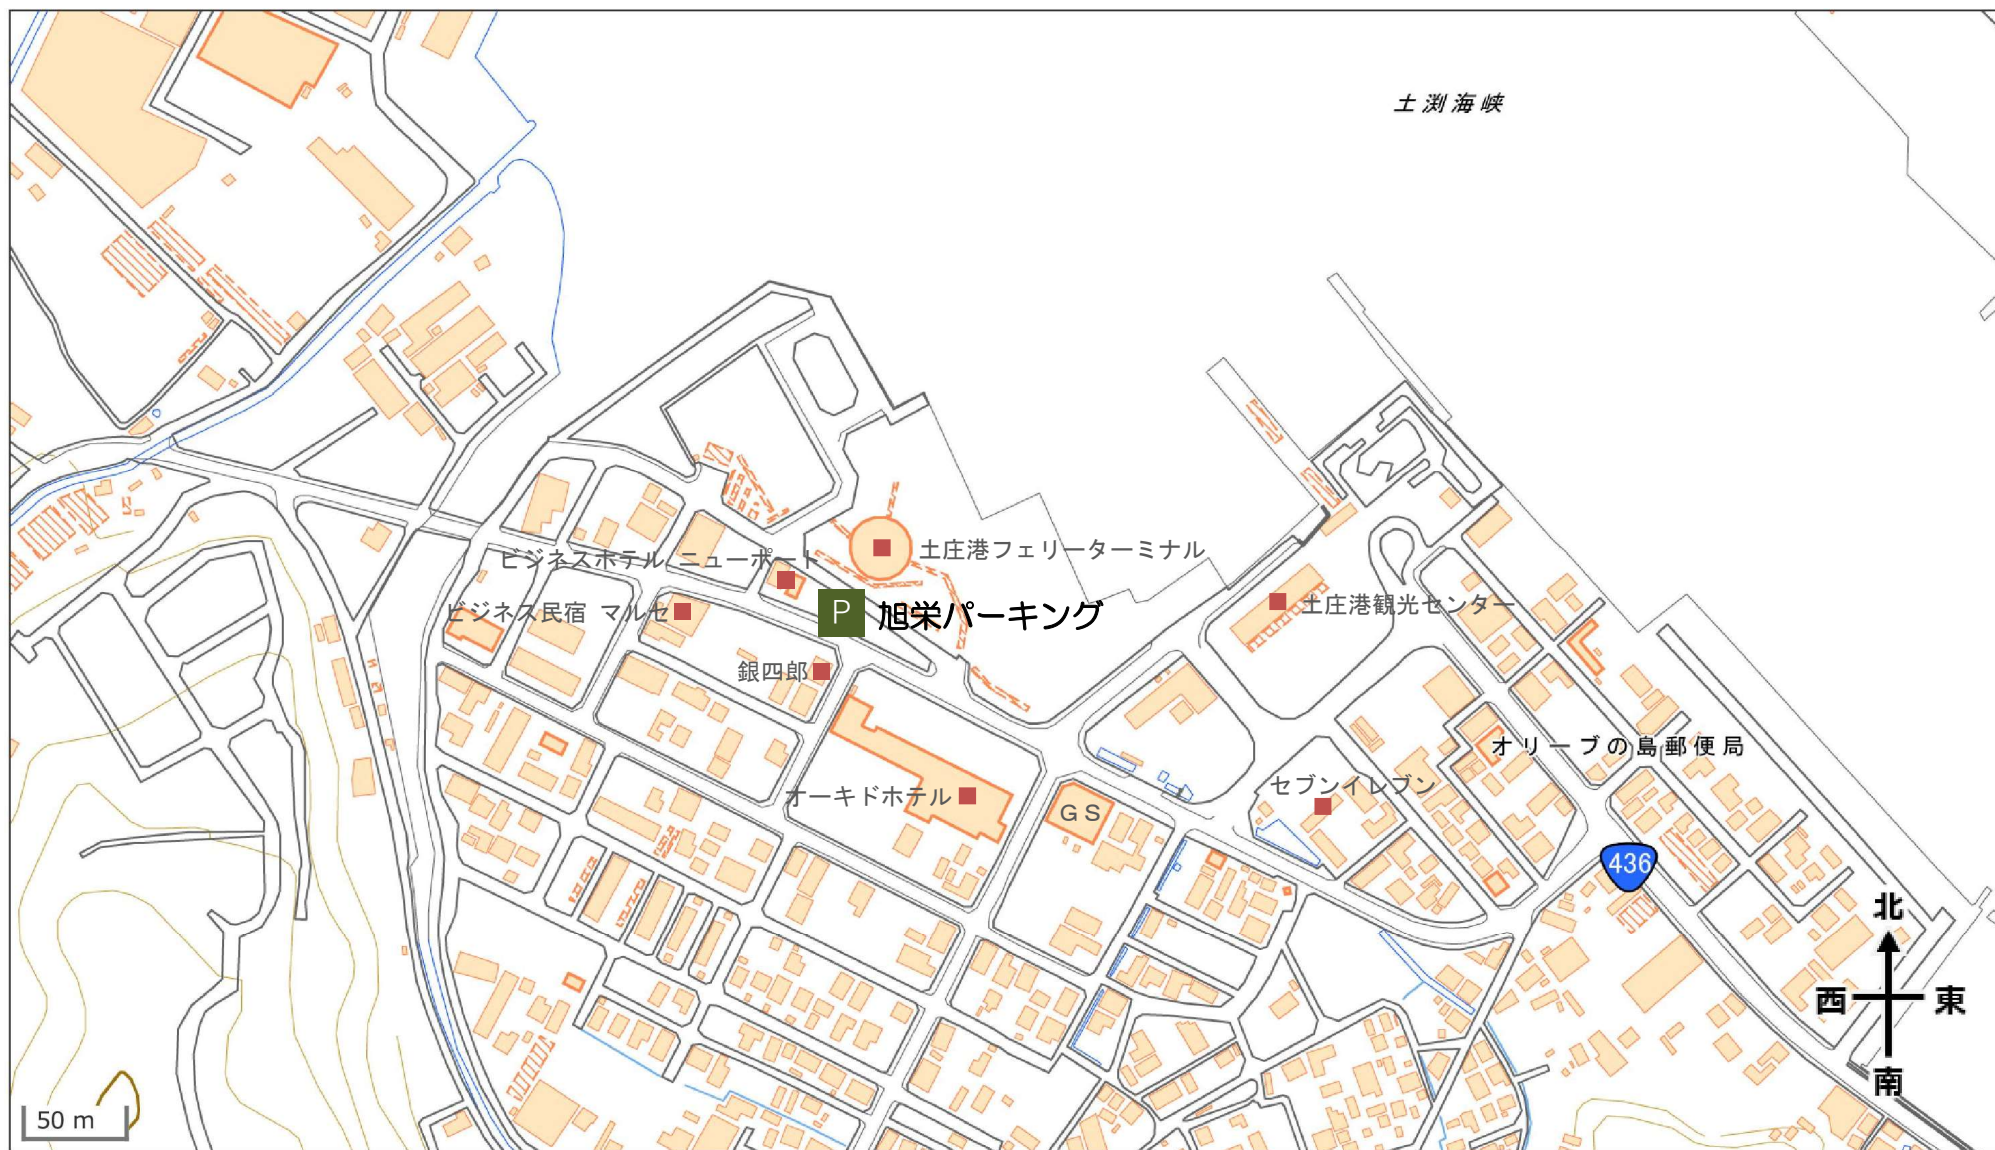 土渕海峡
土庄港フェリーターミナル
ビジネスホテル ニューポート
ビジネス民宿 マルセ
P 旭栄パーキング
土庄港観光センター
銀四郎
オリーブの島郵便局
オーキドホテル
セブンイレブン
GS
436
北
西 東
南
50 m